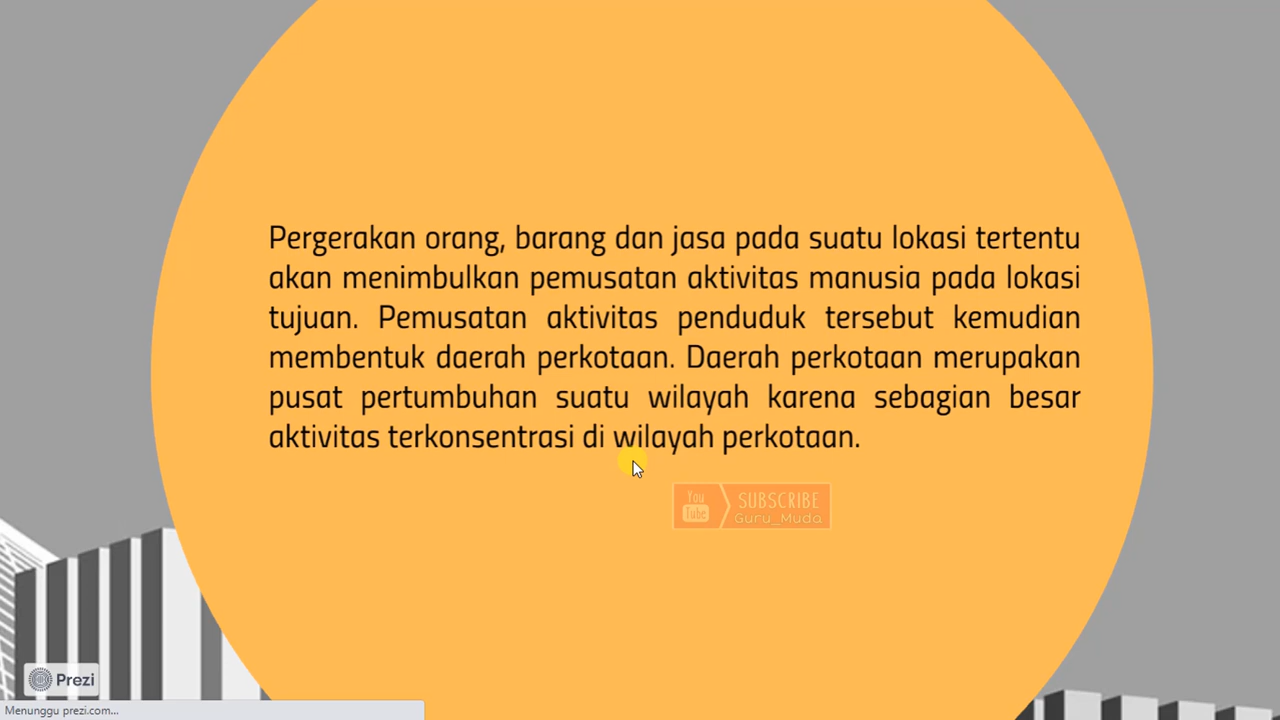 Pergerakan orang, barang dan jasa pada suatu lokasi tertentu
akan menimbulkan pemusatan aktivitas manusia pada lokasi
tujuan. Pemusatan aktivitas penduduk tersebut kemudian
membentuk daerah perkotaan. Daerah perkotaan merupakan
pusat pertumbuhan suatu wilayah karena sebagian besar
aktivitas terkonsentrasi di wilayah perkotaan.
You
Tube
SUBSCRIBE
Guru_Muda
Prezi
Menunggu prezi.com...